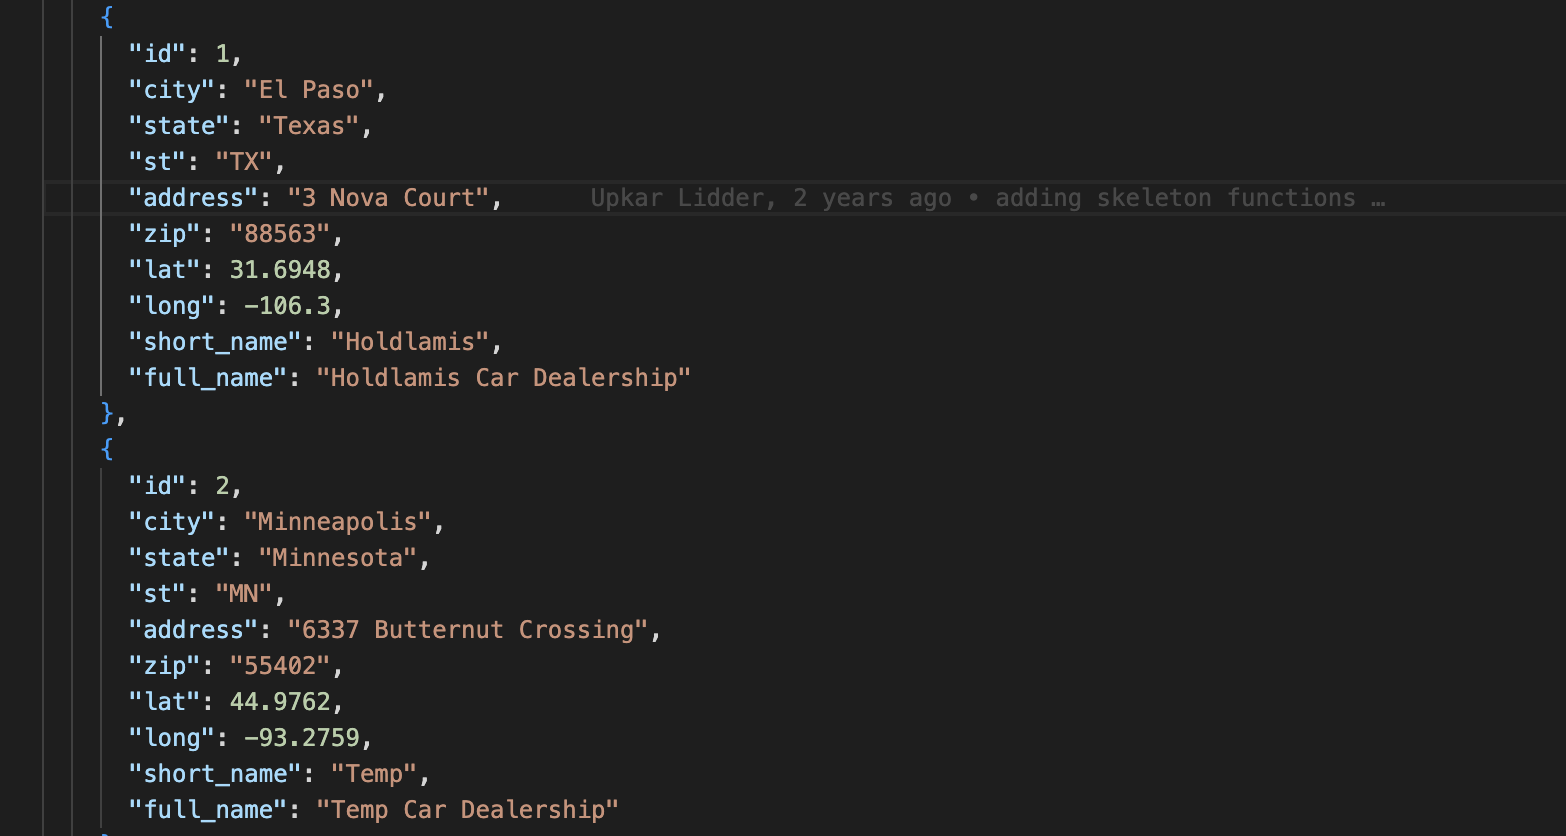 {
"id": 1,
"city": "El Paso",
"state": "Texas",
"st": "TX",
"address": "3 Nova Court", Upkar Lidder, 2 years ago • adding skeleton functions …
"zip": "88563",
"lat": 31.6948,
"long": -106.3,
"short_name": "Holdlamis",
"full_name": "Holdlamis Car Dealership"
},
{
"id": 2,
"city": "Minneapolis",
"state": "Minnesota",
"st": "MN",
"address": "6337 Butternut Crossing",
"zip": "55402",
"lat": 44.9762,
"long": -93.2759,
"short_name": "Temp",
"full_name": "Temp Car Dealership"